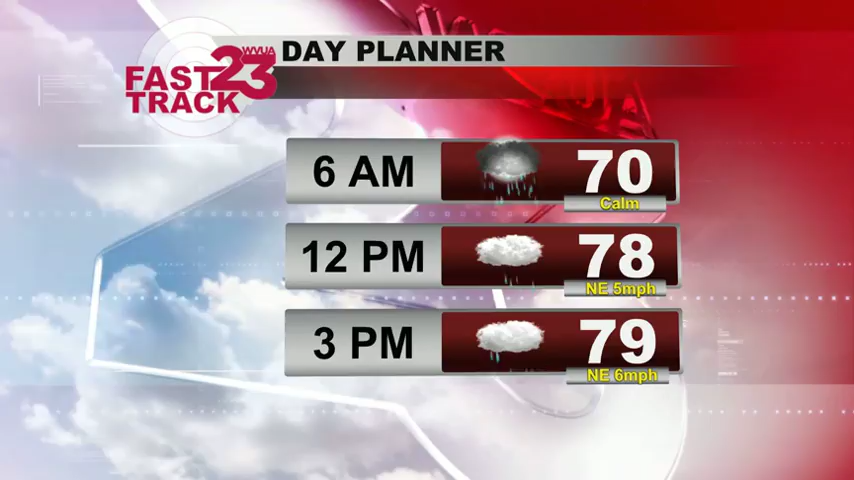 WVUA
23
FAST
TRACK
DAY PLANNER
6 AM
70
Calm
12 PM
78
NE 5mph
3 PM
79
NE 6mph